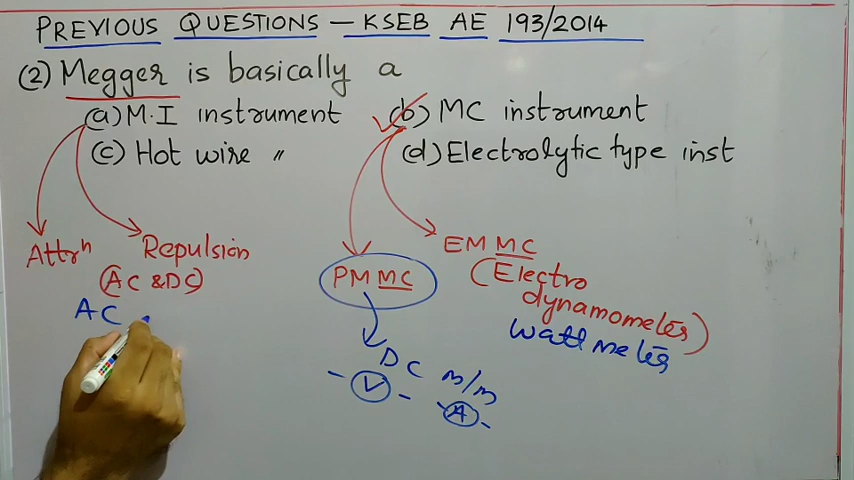 PREVIOUS QUESTIONS – KSEB AE 193/2014
(2) Megger is basically a
(a) M.I instrument (b) MC instrument
(c) Hot wire " (d) Electrolytic type inst
Attrn Repulsion
(AC & DC)
AC
PMMC
EMMC
(Electro
dynamometer)
wattmeter
DC m/m
V A